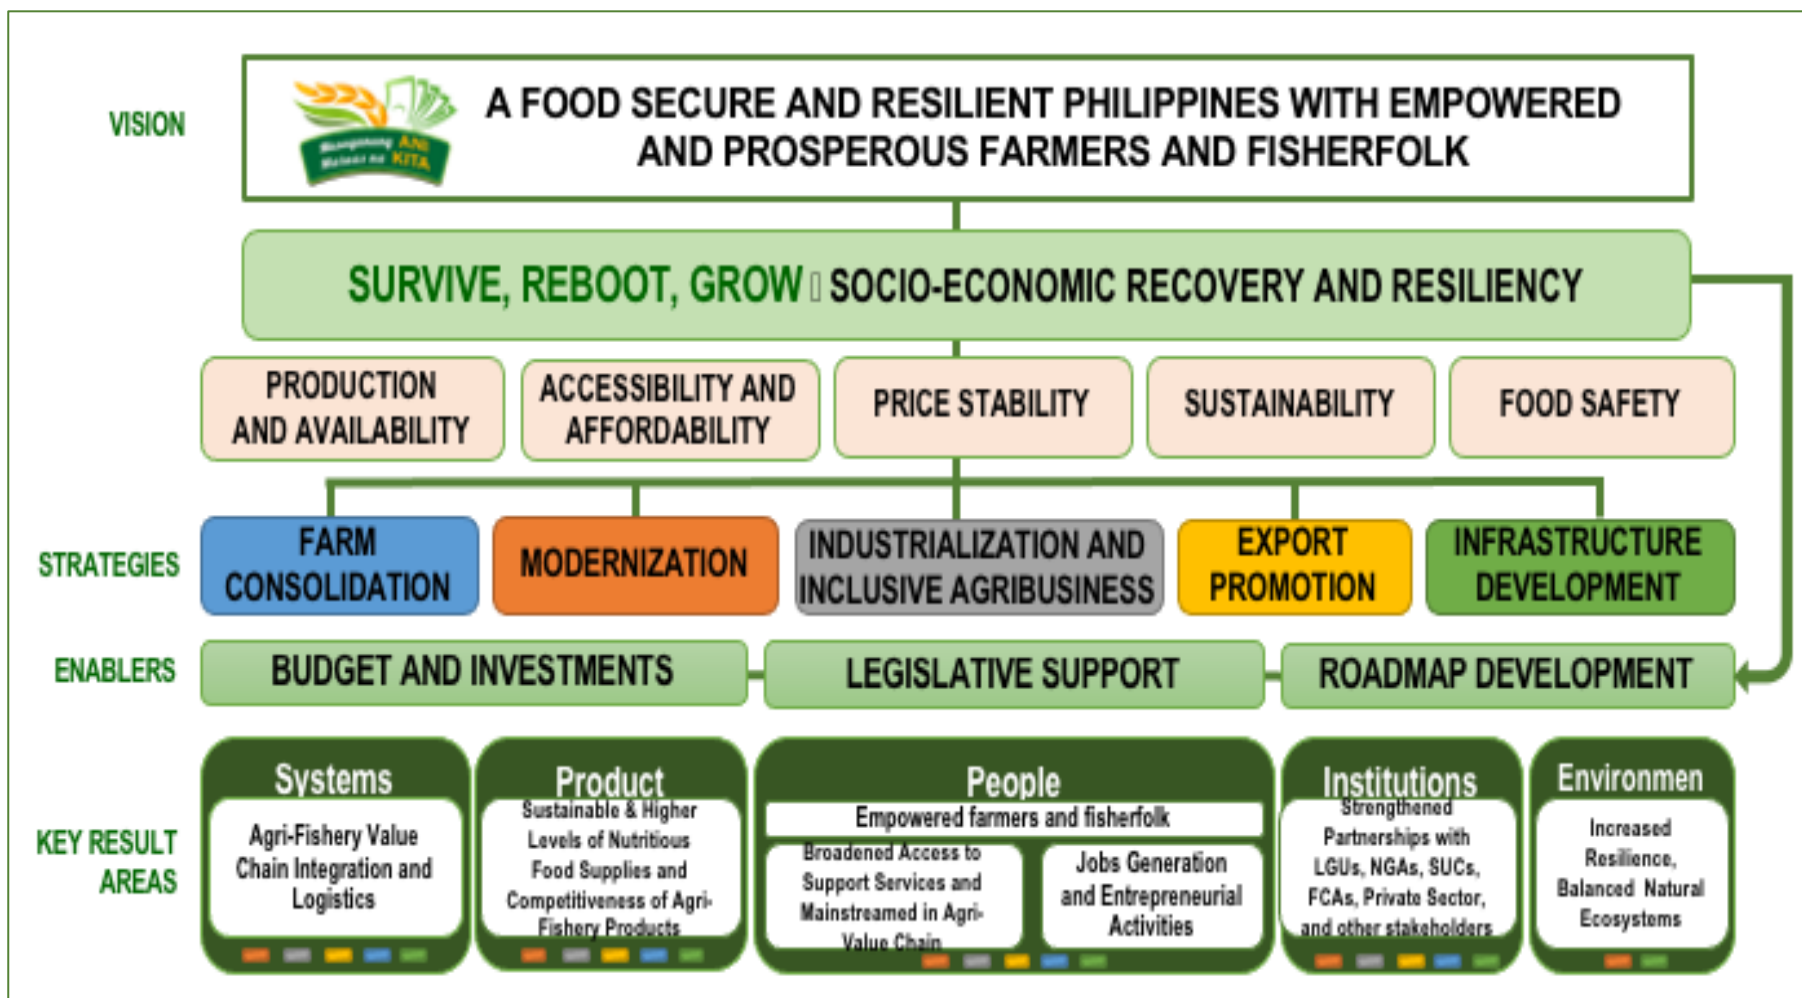 VISION
Masaganang ANI
Mataas na KITA
A FOOD SECURE AND RESILIENT PHILIPPINES WITH EMPOWERED
AND PROSPEROUS FARMERS AND FISHERFOLK
SURVIVE, REBOOT, GROW ▯ SOCIO-ECONOMIC RECOVERY AND RESILIENCY
PRODUCTION
AND AVAILABILITY
ACCESSIBILITY AND
AFFORDABILITY
PRICE STABILITY
SUSTAINABILITY
FOOD SAFETY
STRATEGIES
FARM
CONSOLIDATION
MODERNIZATION
INDUSTRIALIZATION AND
INCLUSIVE AGRIBUSINESS
EXPORT
PROMOTION
INFRASTRUCTURE
DEVELOPMENT
ENABLERS
BUDGET AND INVESTMENTS
LEGISLATIVE SUPPORT
ROADMAP DEVELOPMENT
KEY RESULT
AREAS
Systems
Agri-Fishery Value
Chain Integration and
Logistics
Product
Sustainable & Higher
Levels of Nutritious
Food Supplies and
Competitiveness of Agri-
Fishery Products
People
Empowered farmers and fisherfolk
Broadened Access to
Support Services and
Mainstreamed in Agri-
Value Chain
Jobs Generation
and Entrepreneurial
Activities
Institutions
Strengthened
Partnerships with
LGUs, NGAs, SUCs,
FCAs, Private Sector,
and other stakeholders
Environmen
Increased
Resilience,
Balanced Natural
Ecosystems